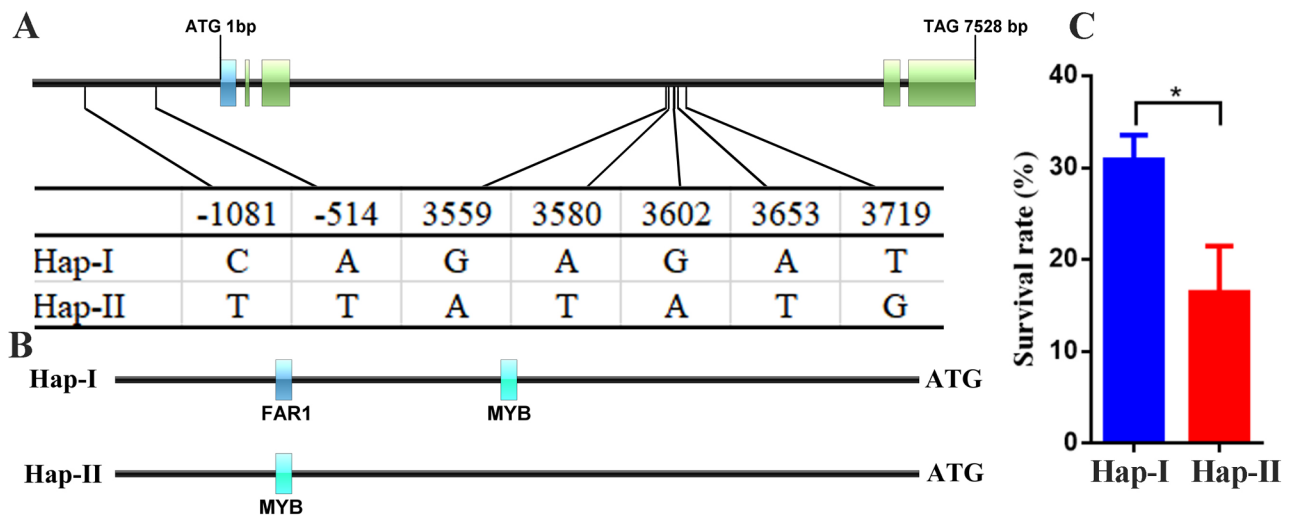 A
ATG 1bp
TAG 7528 bp
-1081 -514 3559 3580 3602 3653 3719
Hap-I C A G A G A T
Hap-II T T A T A T G
B
Hap-I ATG
FAR1 MYB
Hap-II ATG
MYB
C
Survival rate (%)
40
30
20
10
0
*
Hap-I Hap-II